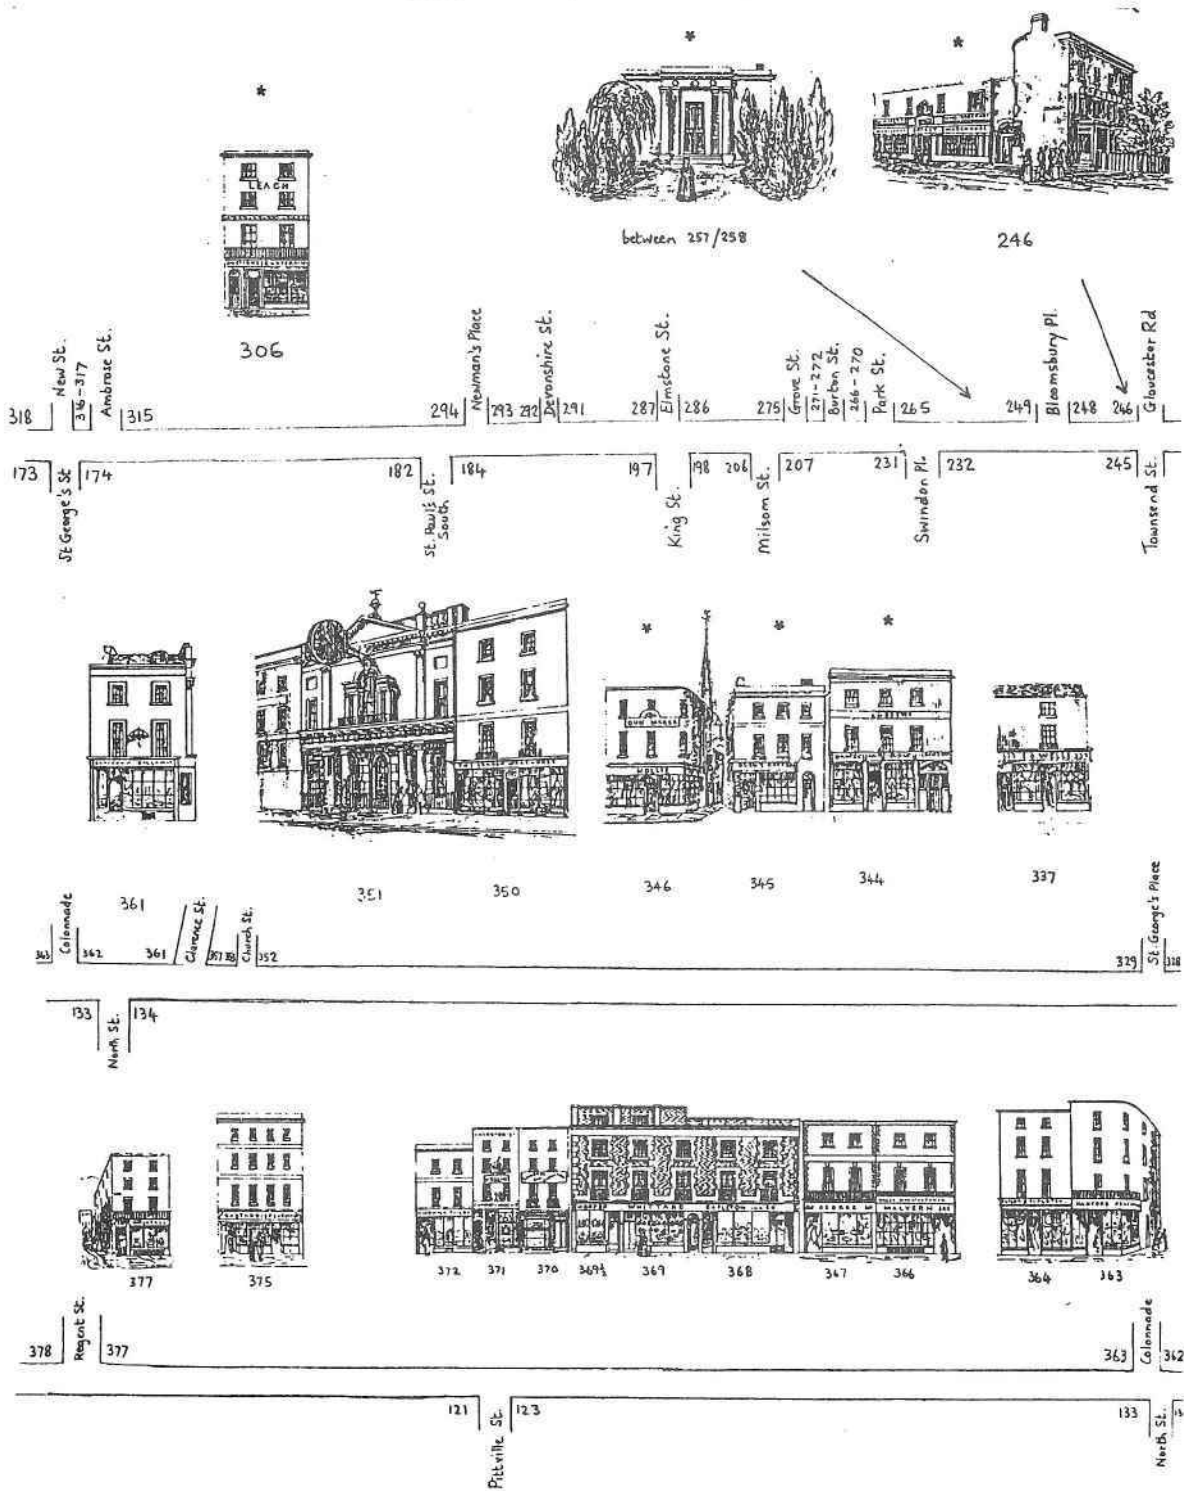 *
*
*
LEACH
306
between 257/258
246
318
New St.
316-317
Ambrose St.
315
294
Newman's Place
293
292
Devonshire St.
291
287
Elmstone St.
286
275
Grove St.
271-272
Burton St.
266-270
Park St.
265
249
Bloomsbury Pl.
248
246
Gloucester Rd
173
St George's St
174
182
St. Paul's St. South
184
197
King St.
198
206
Milsom St.
207
231
Swindon Pl.
232
245
Townsend St.
*
*
*
361
351
350
346
345
344
337
363
Colonnade
362
361
Clarence St.
Church St.
352
329
St. George's Place
328
133
North St.
134
WHITTARD
GEORGE
MALVERN
377
375
372
371
370
369½
369
368
367
366
364
363
378
Regent St.
377
363
Colonnade
362
121
Pittville St.
123
133
North St.